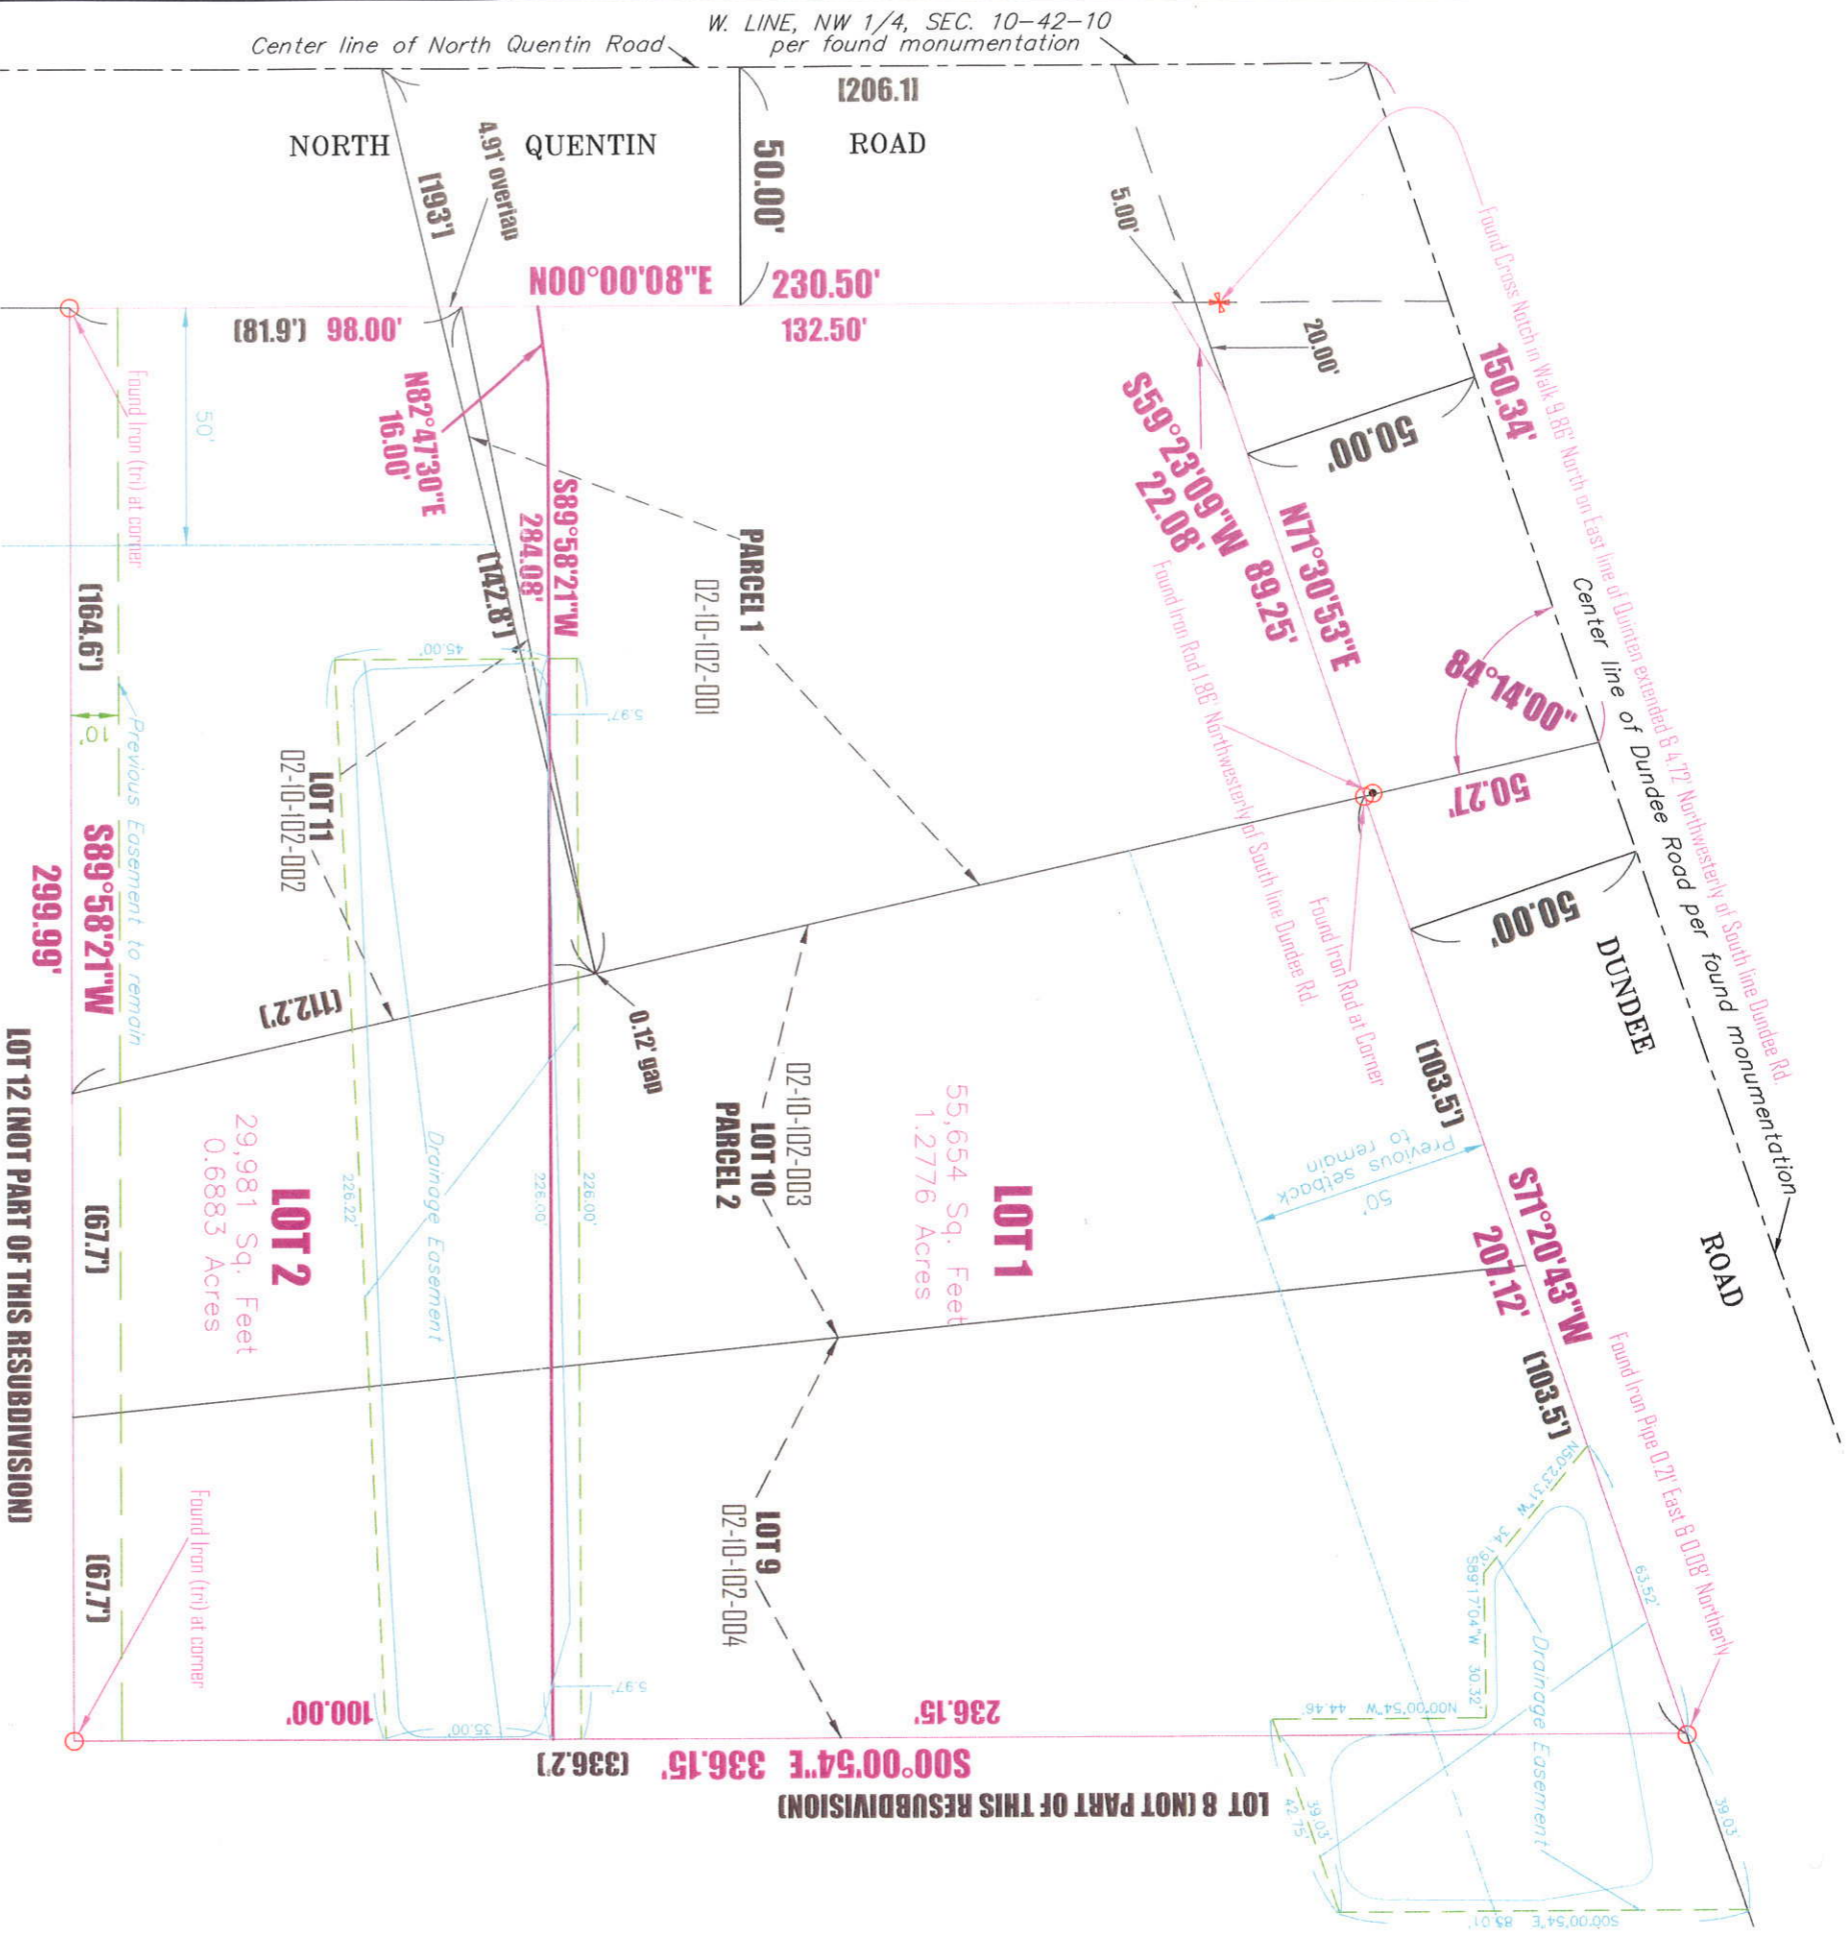 W. LINE, NW 1/4, SEC. 10-42-10
per found monumentation
Center line of North Quentin Road
[206.1]
NORTH QUENTIN ROAD
50.00'
[193']
4.91' overlap
5.00'
N00°00'08"E 230.50'
(81.9') 98.00'
132.50'
20.00'
150.34'
Found Cross Notch in Walk 9.86' North on East line of Quinten extended & 4.72' Northwesterly of South line Dundee Rd.
50.00'
Found Iron (tri) at corner
50'
N82°47'30"E
16.00'
S89°58'21"W
284.08'
(142.8')
S59°23'09"W
22.08'
N71°30'53"E
89.25'
Found Iron Rod 1.86' Northwesterly of South line Dundee Rd.
84°14'00"
Center line of Dundee Road per found monumentation
PARCEL 1
02-10-102-001
50.27'
(164.6')
10'
Previous Easement to remain
45.00'
5.97'
LOT 11
02-10-102-002
S89°58'21"W
299.99'
(112.2')
0.12' gap
Found Iron Rod at Corner
50.00'
DUNDEE
ROAD
(103.5')
Previous setback
to remain
50'
S71°20'43"W
207.12'
(103.5')
02-10-102-003
LOT 10
PARCEL 2
LOT 1
55,654 Sq. Feet
1.2776 Acres
LOT 2
29,981 Sq. Feet
0.6883 Acres
Drainage Easement
226.22'
226.00'
226.00'
(67.7')
(67.7')
LOT 12 (NOT PART OF THIS RESUBDIVISION)
Found Iron (tri) at corner
LOT 9
02-10-102-004
Found Iron Pipe 0.21' East & 0.08' Northerly
N50°23'31"W 34.19'
S89°17'04"W 30.32'
N00°00'54"W 44.46'
63.52'
Drainage Easement
39.03'
39.03'
42.75'
S00°00'54"E 83.01'
5.97'
35.00'
100.00'
236.15'
S00°00'54"E 336.15' (336.2')
LOT 8 (NOT PART OF THIS RESUBDIVISION)